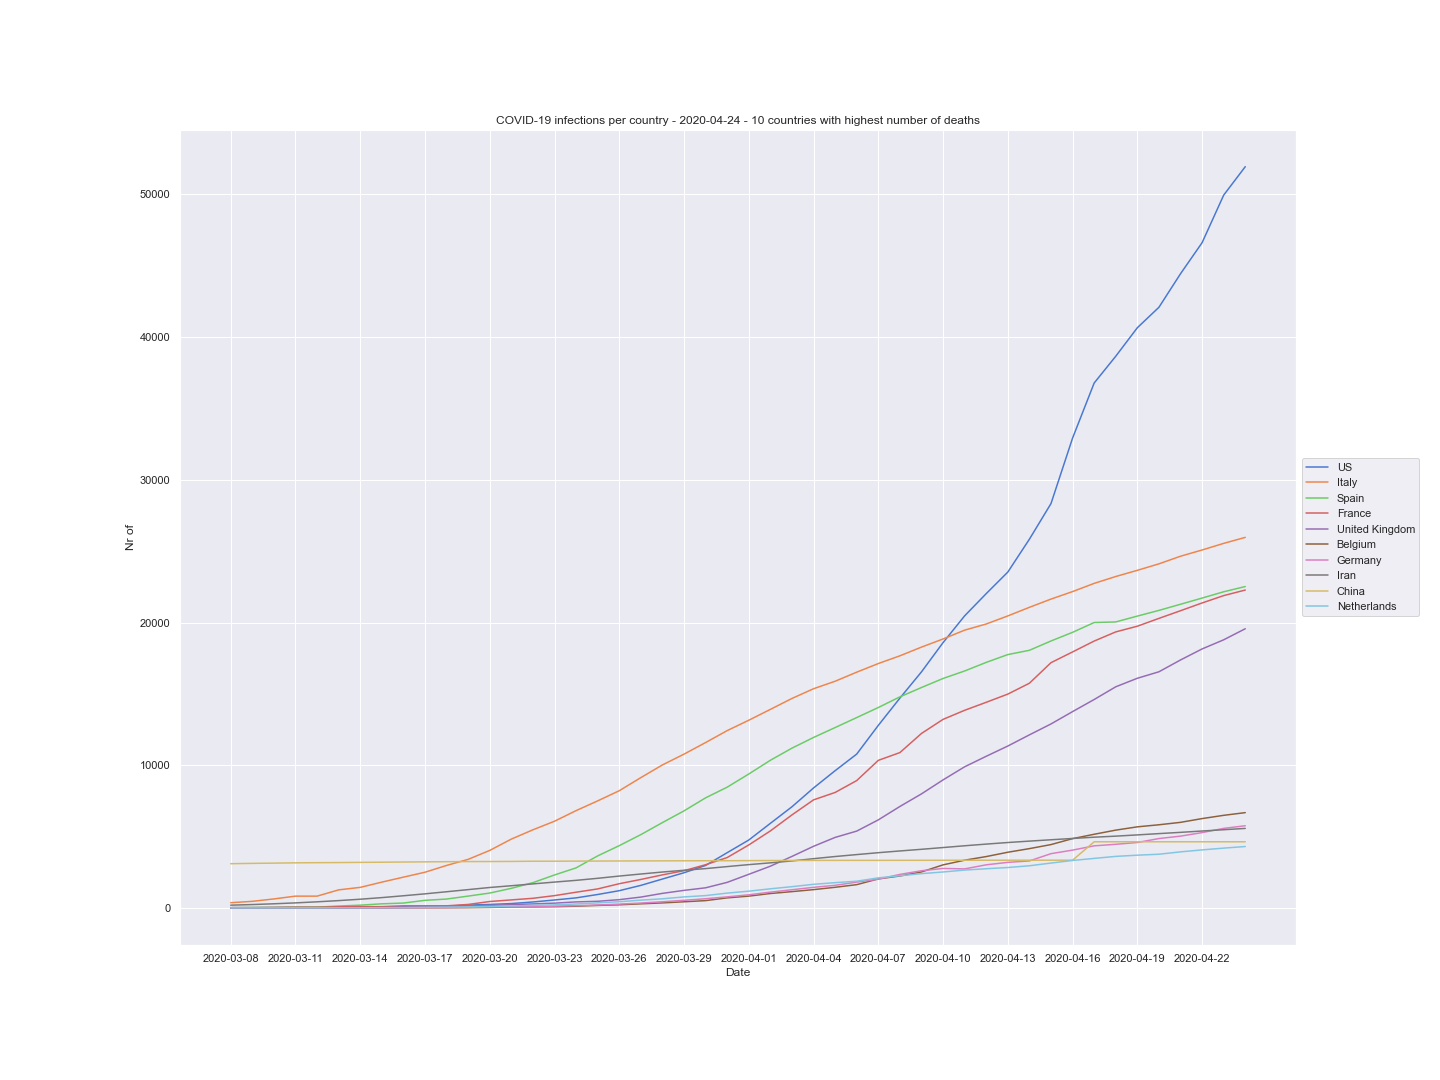 COVID-19 infections per country - 2020-04-24 - 10 countries with highest number of deaths
50000
40000
30000
20000
10000
0
Nr of
2020-03-08 2020-03-11 2020-03-14 2020-03-17 2020-03-20 2020-03-23 2020-03-26 2020-03-29 2020-04-01 2020-04-04 2020-04-07 2020-04-10 2020-04-13 2020-04-16 2020-04-19 2020-04-22
Date
US
Italy
Spain
France
United Kingdom
Belgium
Germany
Iran
China
Netherlands